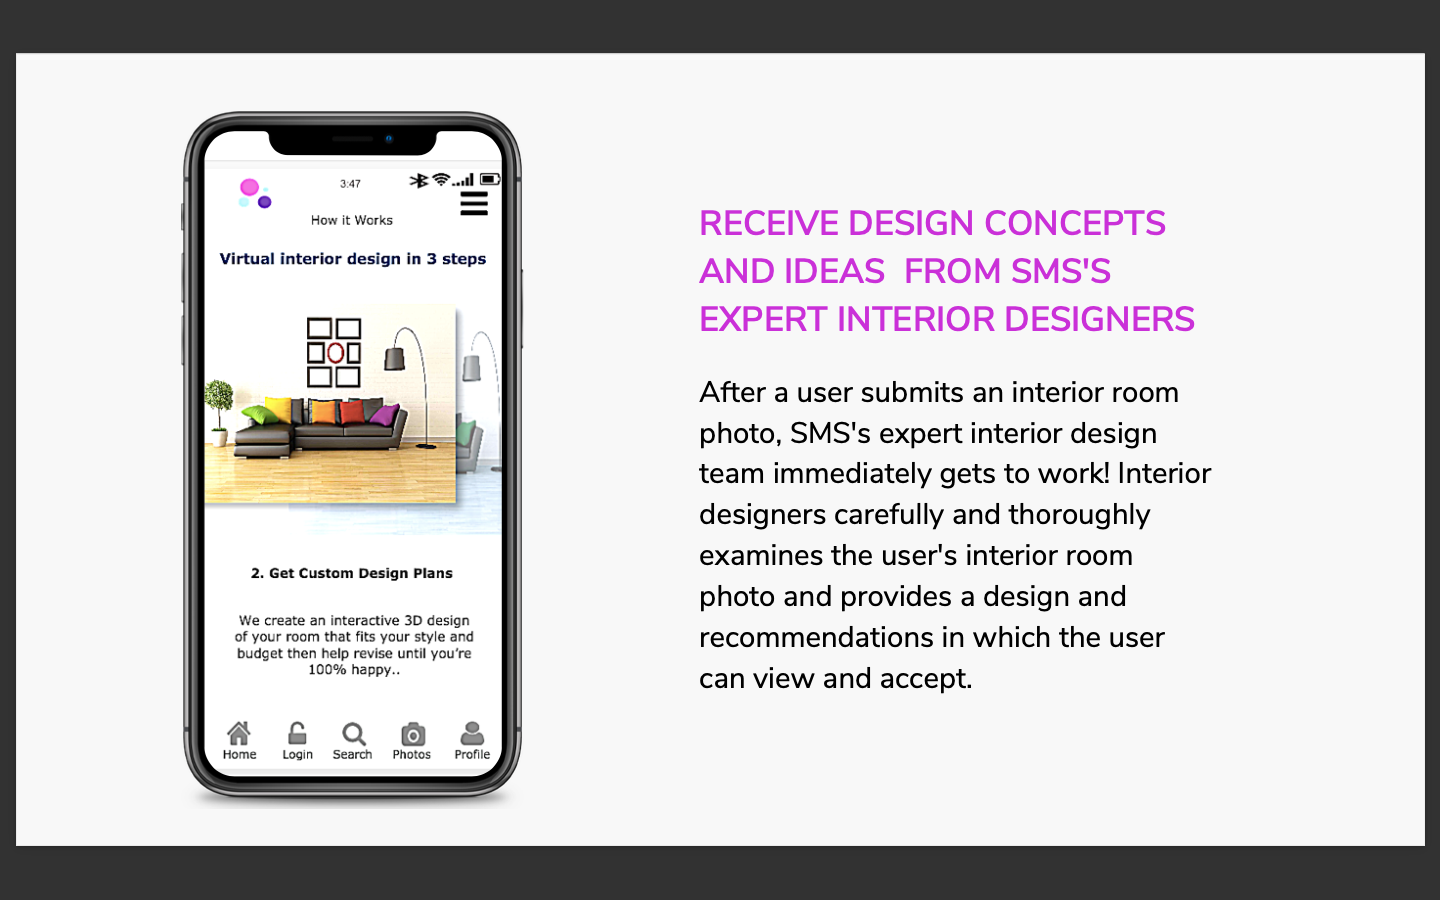 3:47
How it Works
Virtual interior design in 3 steps
2. Get Custom Design Plans
We create an interactive 3D design
of your room that fits your style and
budget then help revise until you're
100% happy..
Home Login Search Photos Profile
RECEIVE DESIGN CONCEPTS
AND IDEAS  FROM SMS'S
EXPERT INTERIOR DESIGNERS
After a user submits an interior room
photo, SMS's expert interior design
team immediately gets to work! Interior
designers carefully and thoroughly
examines the user's interior room
photo and provides a design and
recommendations in which the user
can view and accept.